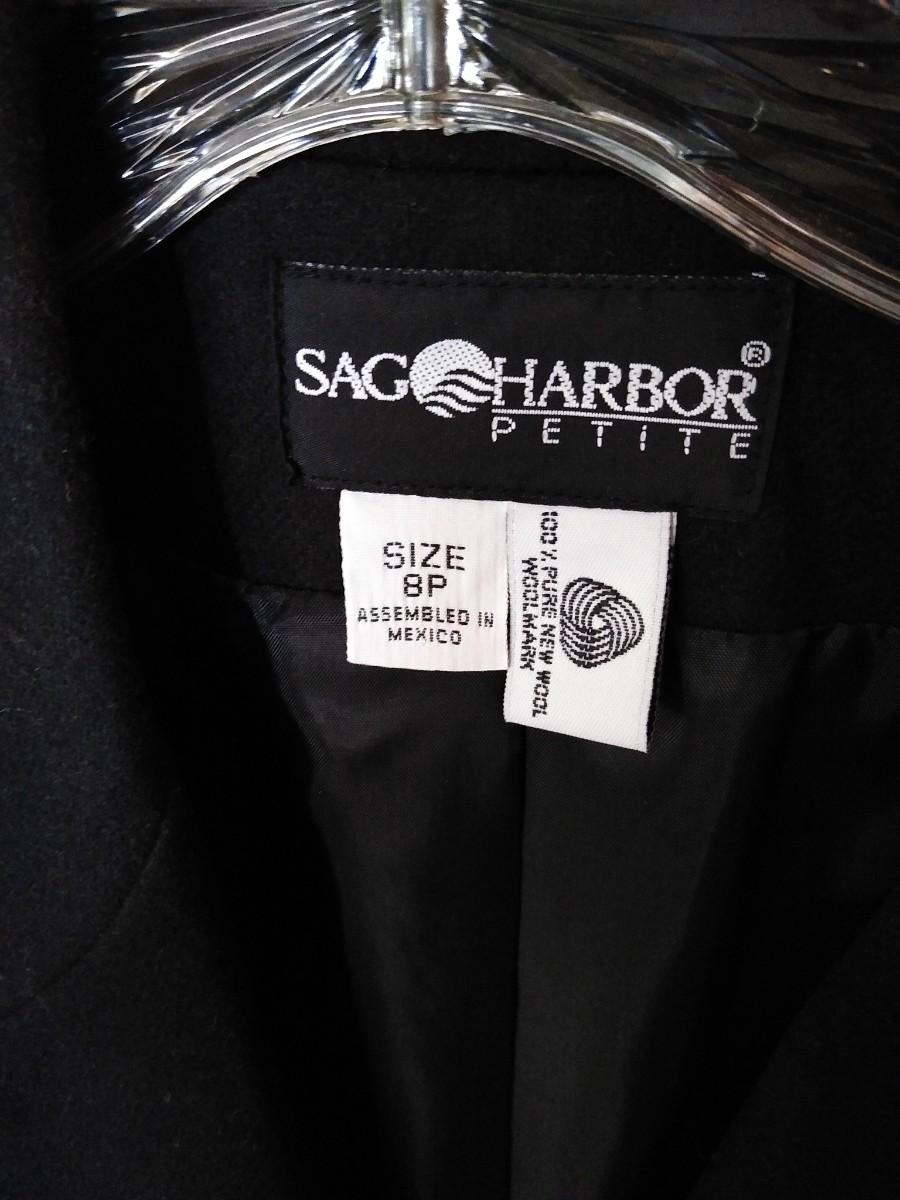 SAG HARBOR®
PETiTE
SIZE
8P
ASSEMBLED IN
MEXICO
100% PURE NEW WOOL
WOOLMARK